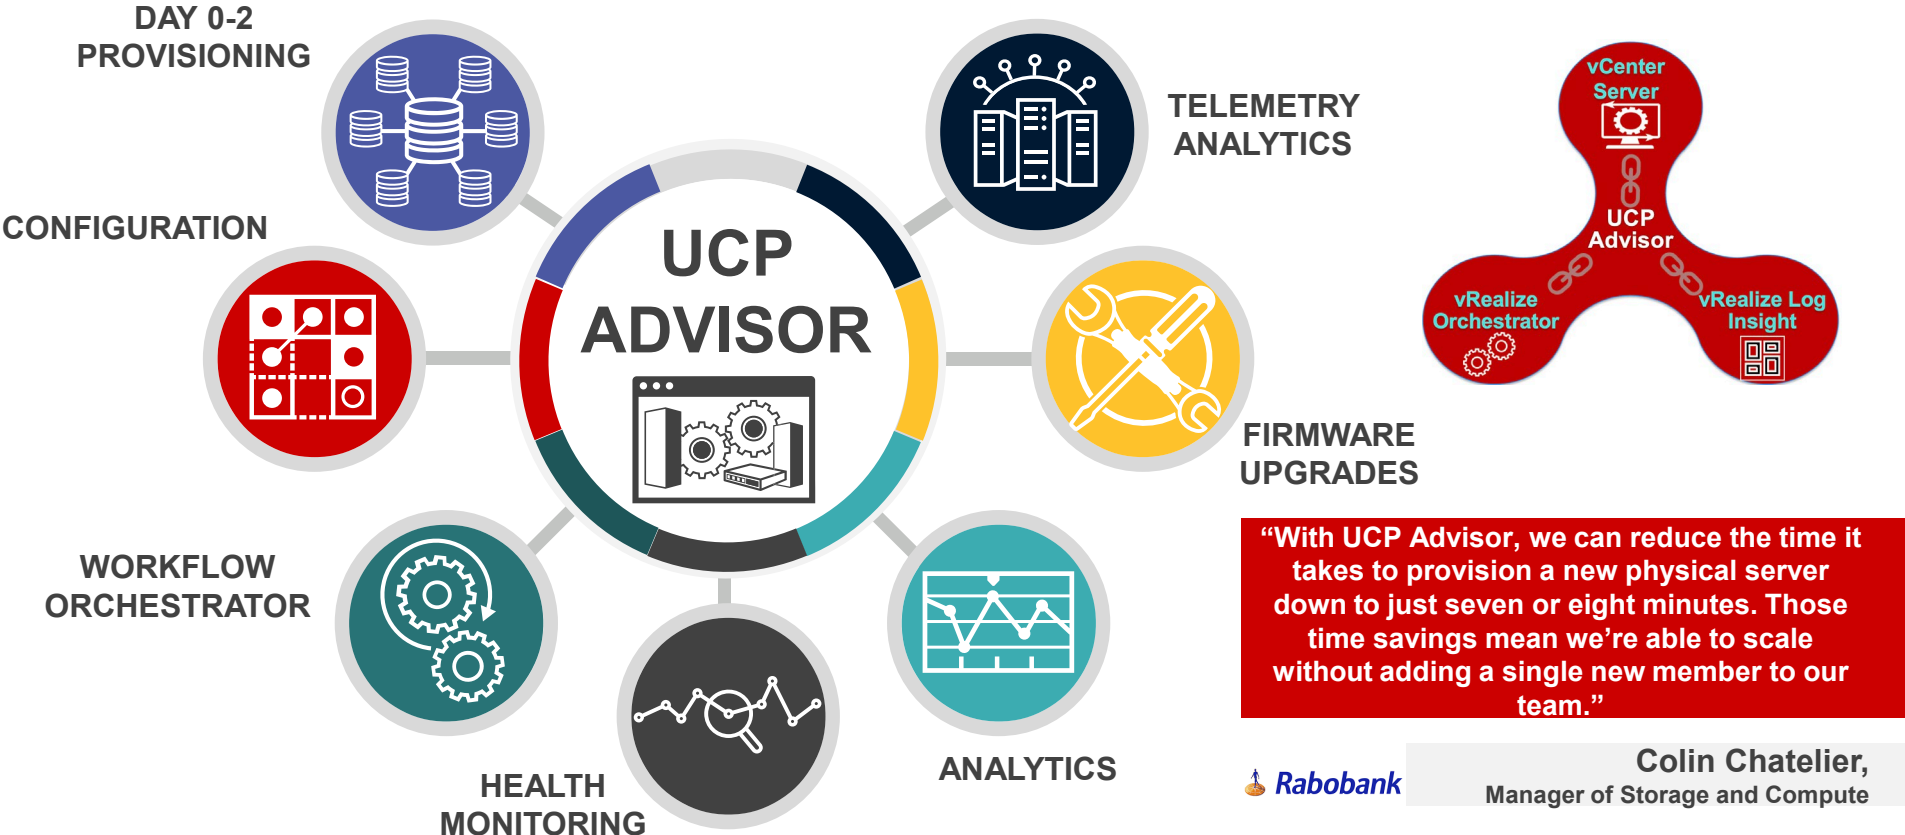 DAY 0-2
PROVISIONING
CONFIGURATION
WORKFLOW
ORCHESTRATOR
HEALTH
MONITORING
UCP
ADVISOR
TELEMETRY
ANALYTICS
FIRMWARE
UPGRADES
ANALYTICS
vCenter
Server
UCP
Advisor
vRealize
Orchestrator
vRealize Log
Insight
“With UCP Advisor, we can reduce the time it
takes to provision a new physical server
down to just seven or eight minutes. Those
time savings mean we’re able to scale
without adding a single new member to our
team.”
Rabobank
Colin Chatelier,
Manager of Storage and Compute